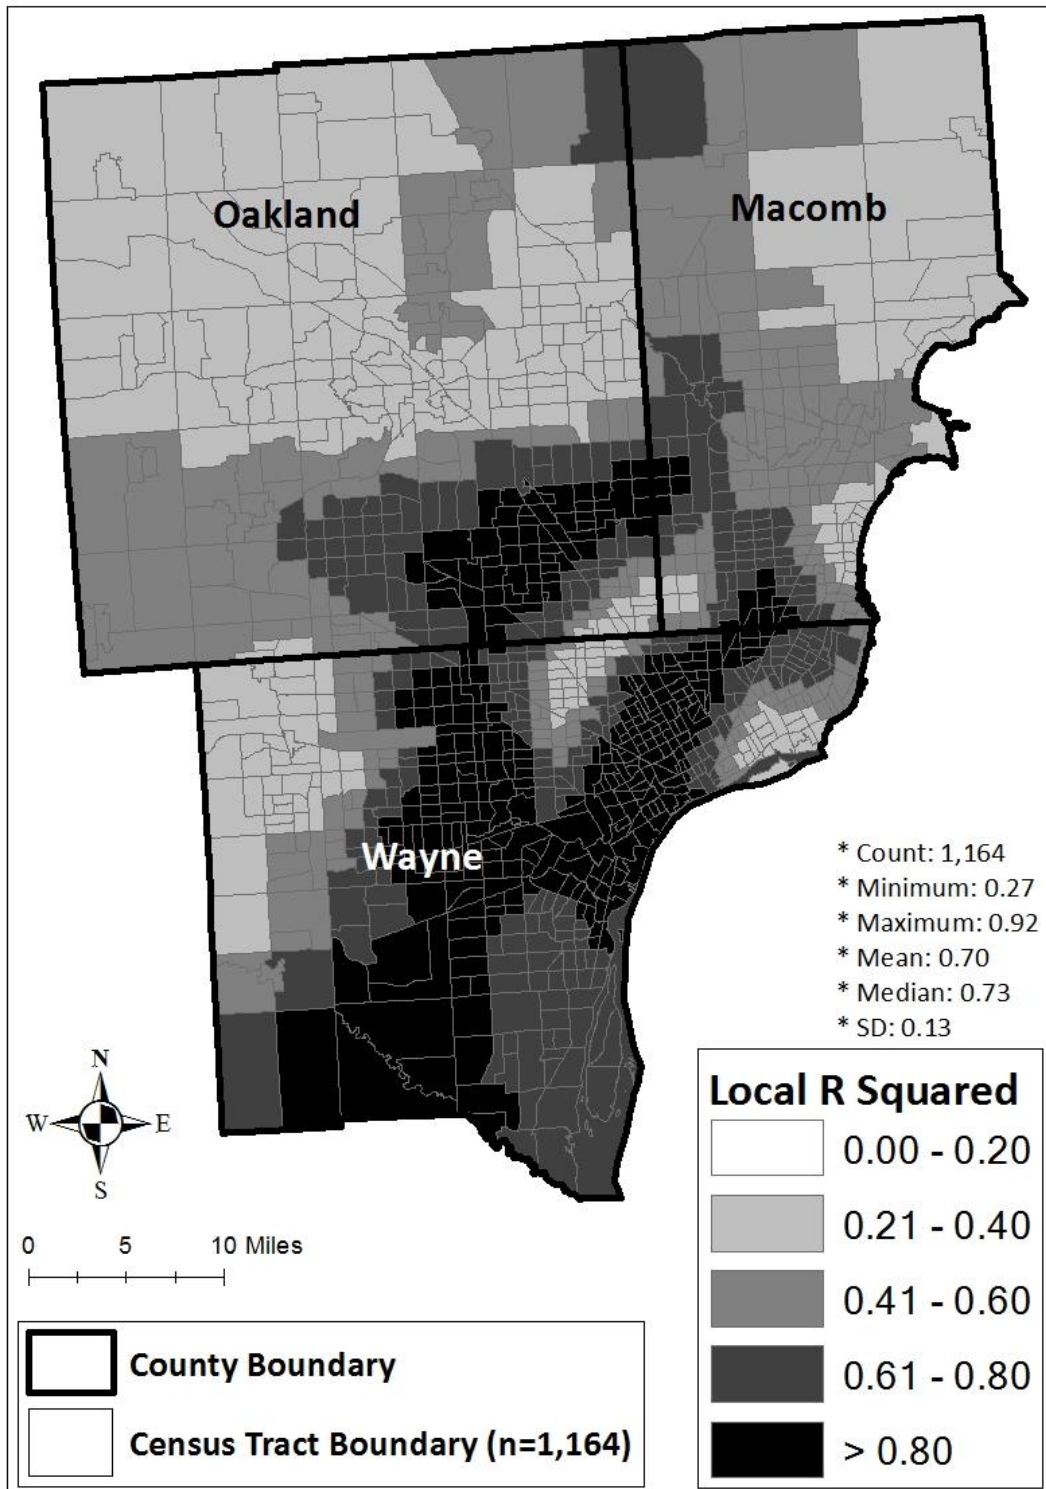 Oakland
Macomb
Wayne
* Count: 1,164
* Minimum: 0.27
* Maximum: 0.92
* Mean: 0.70
* Median: 0.73
* SD: 0.13
N
W E
S
0 5 10 Miles
County Boundary
Census Tract Boundary (n=1,164)
Local R Squared
0.00 - 0.20
0.21 - 0.40
0.41 - 0.60
0.61 - 0.80
> 0.80